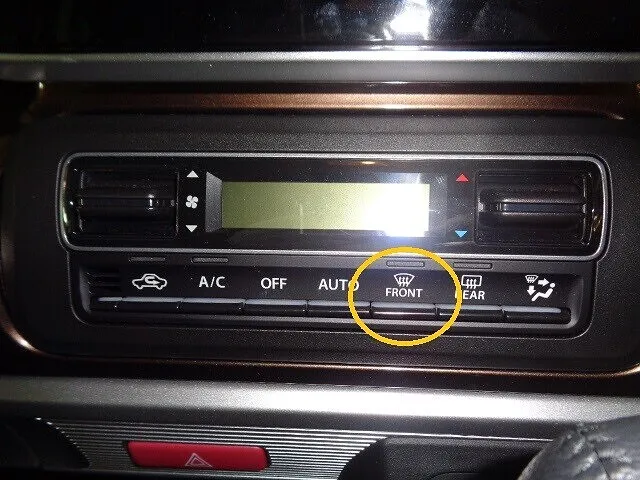 A/C OFF AUTO FRONT REAR